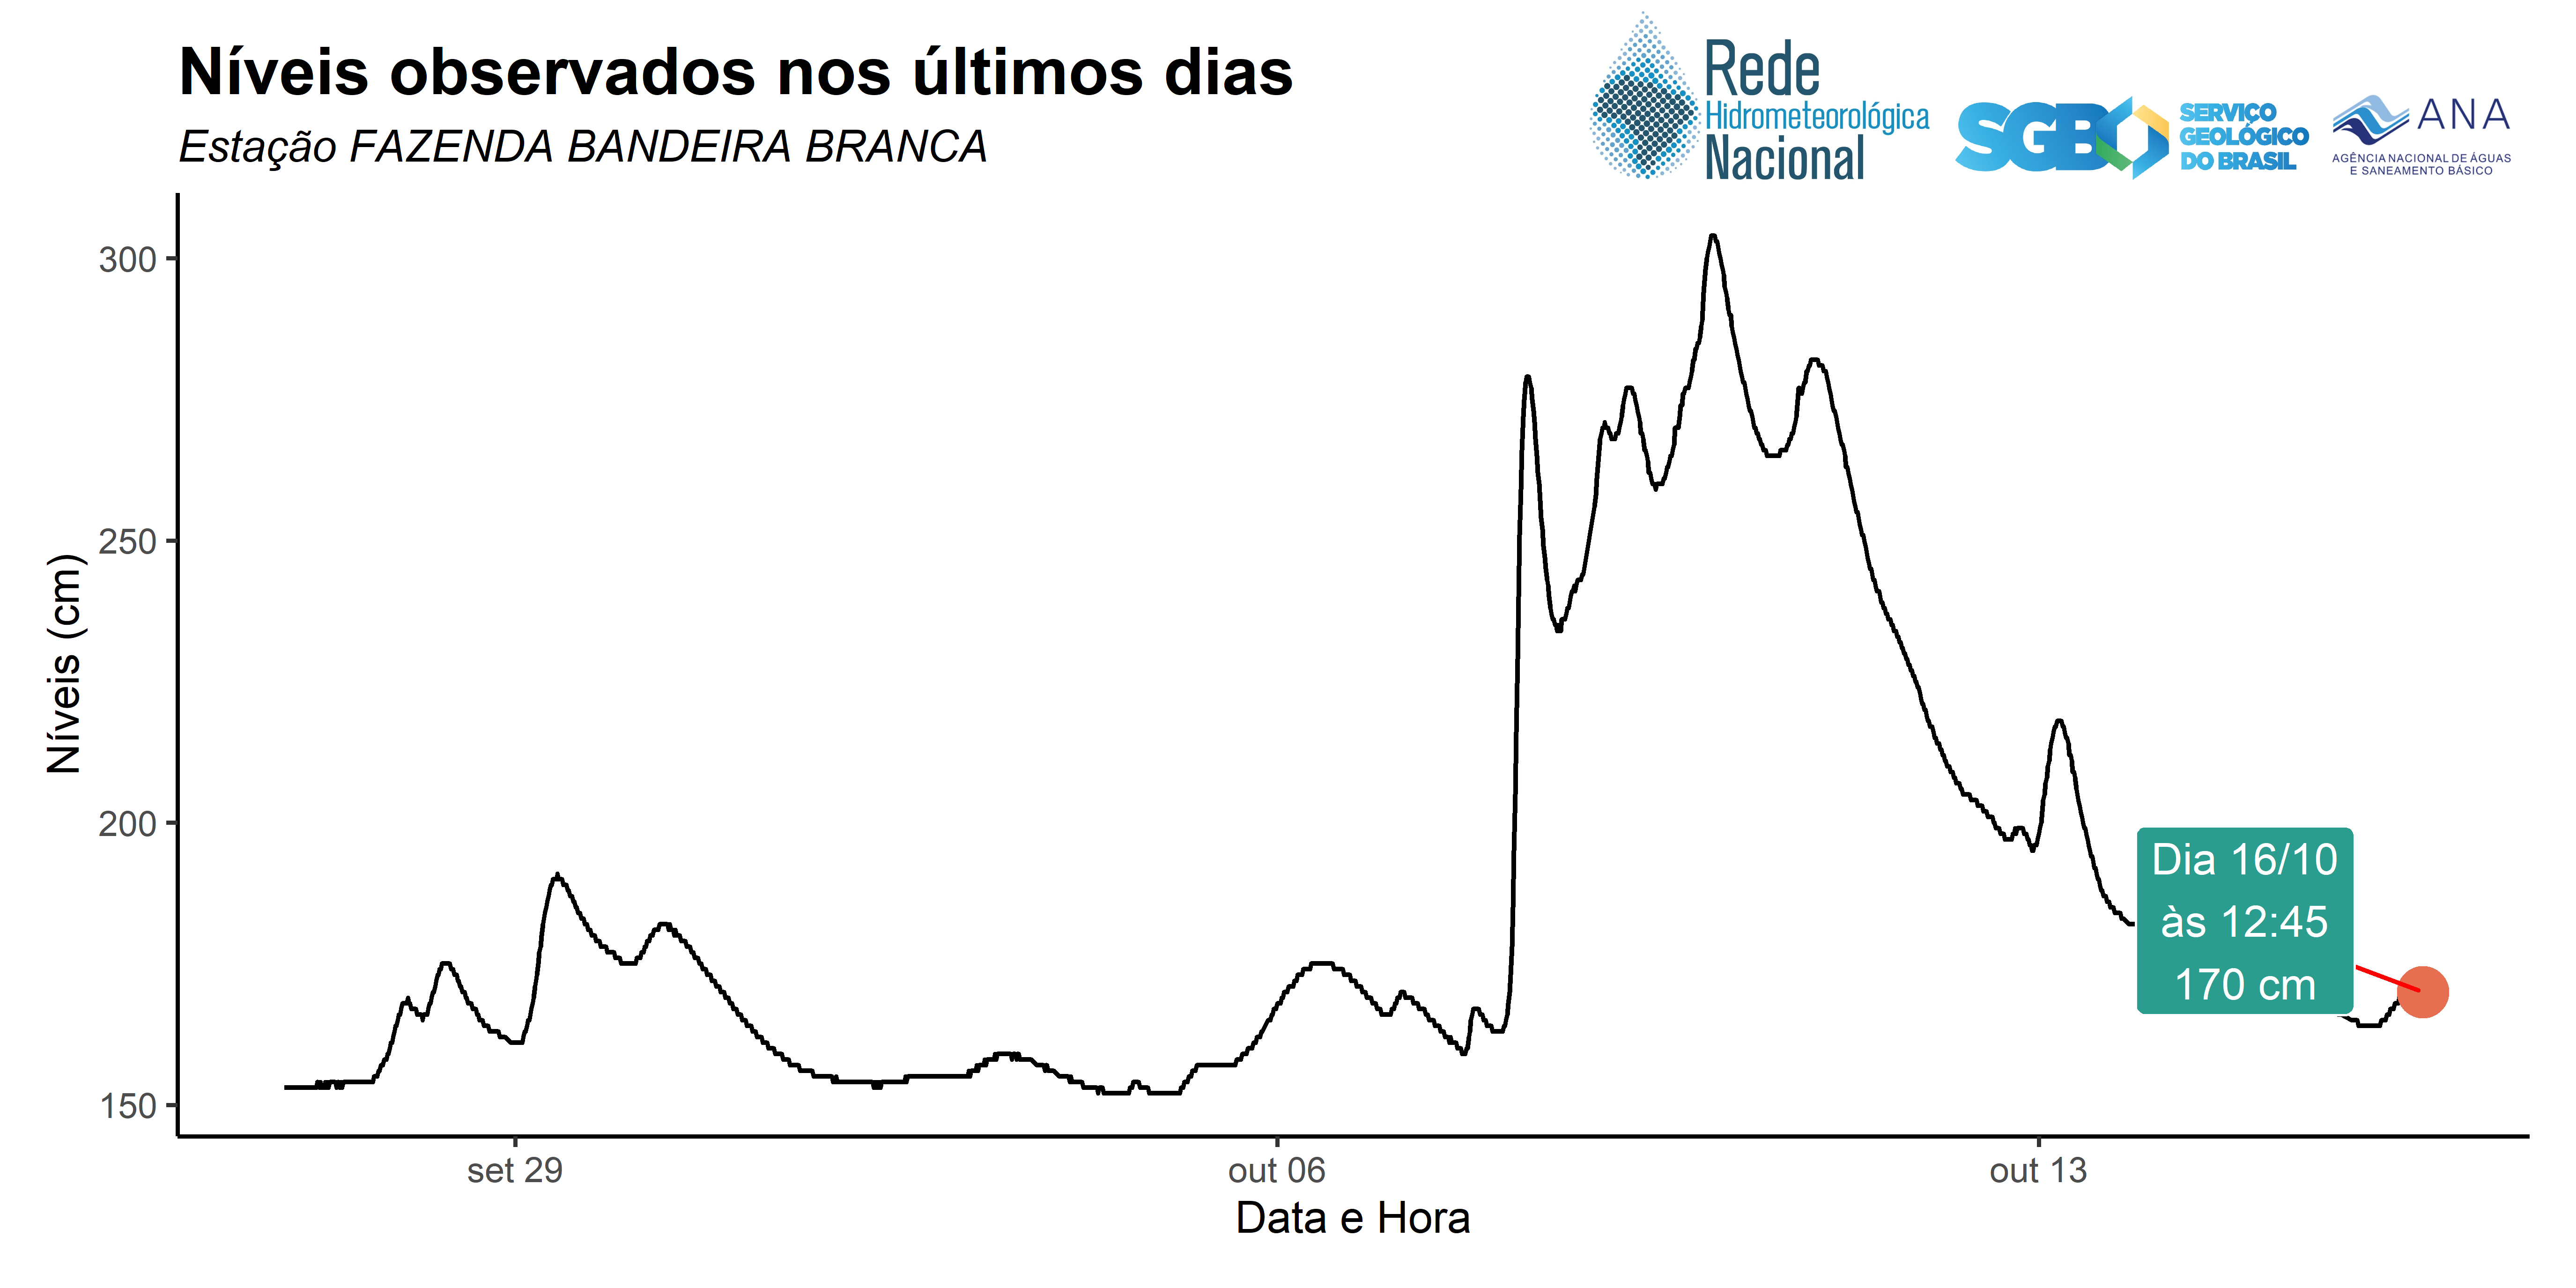 Níveis observados nos últimos dias
Estação FAZENDA BANDEIRA BRANCA
Rede
Hidrometeorológica
Nacional
SGB
SERVIÇO
GEOLÓGICO
DO BRASIL
ANA
AGÊNCIA NACIONAL DE ÁGUAS
E SANEAMENTO BÁSICO
Níveis (cm)
300
250
200
150
Dia 16/10
às 12:45
170 cm
set 29
out 06
out 13
Data e Hora